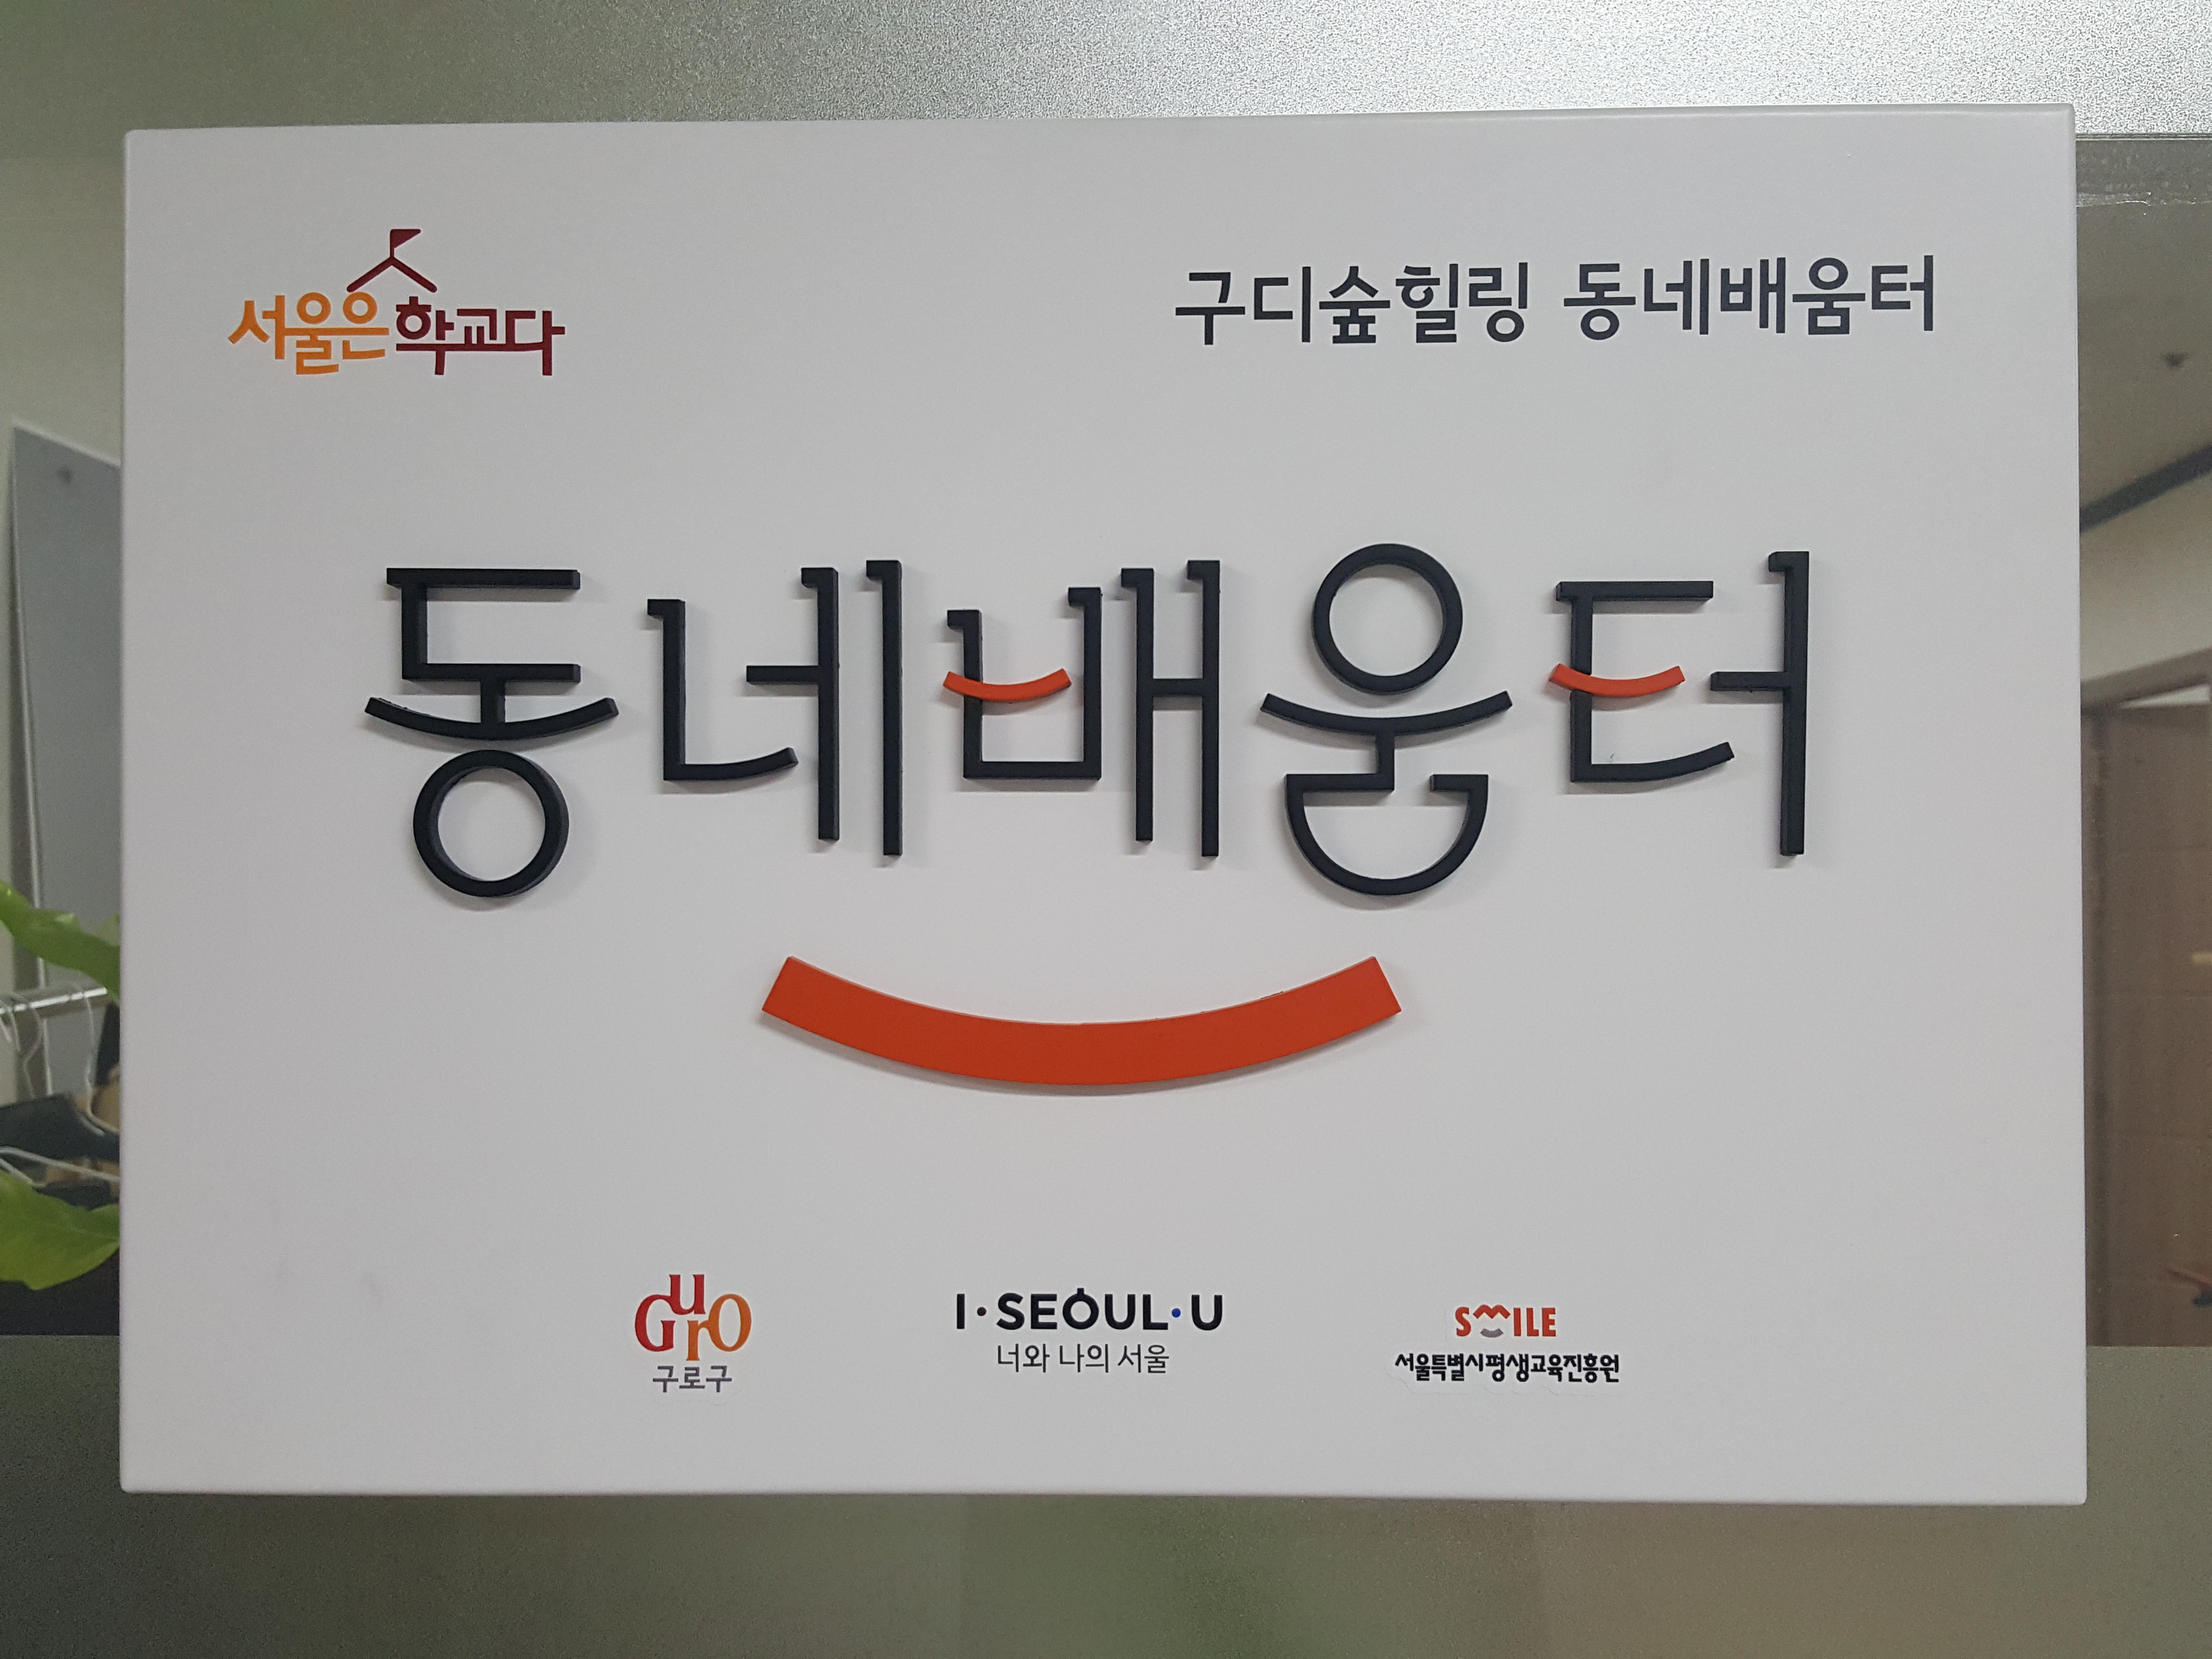 서울은학교다
구디숲힐링 동네배움터
동네배움터
GurO
구로구
I·SEOUL·U
너와 나의 서울
SMILE
서울특별시평생교육진흥원